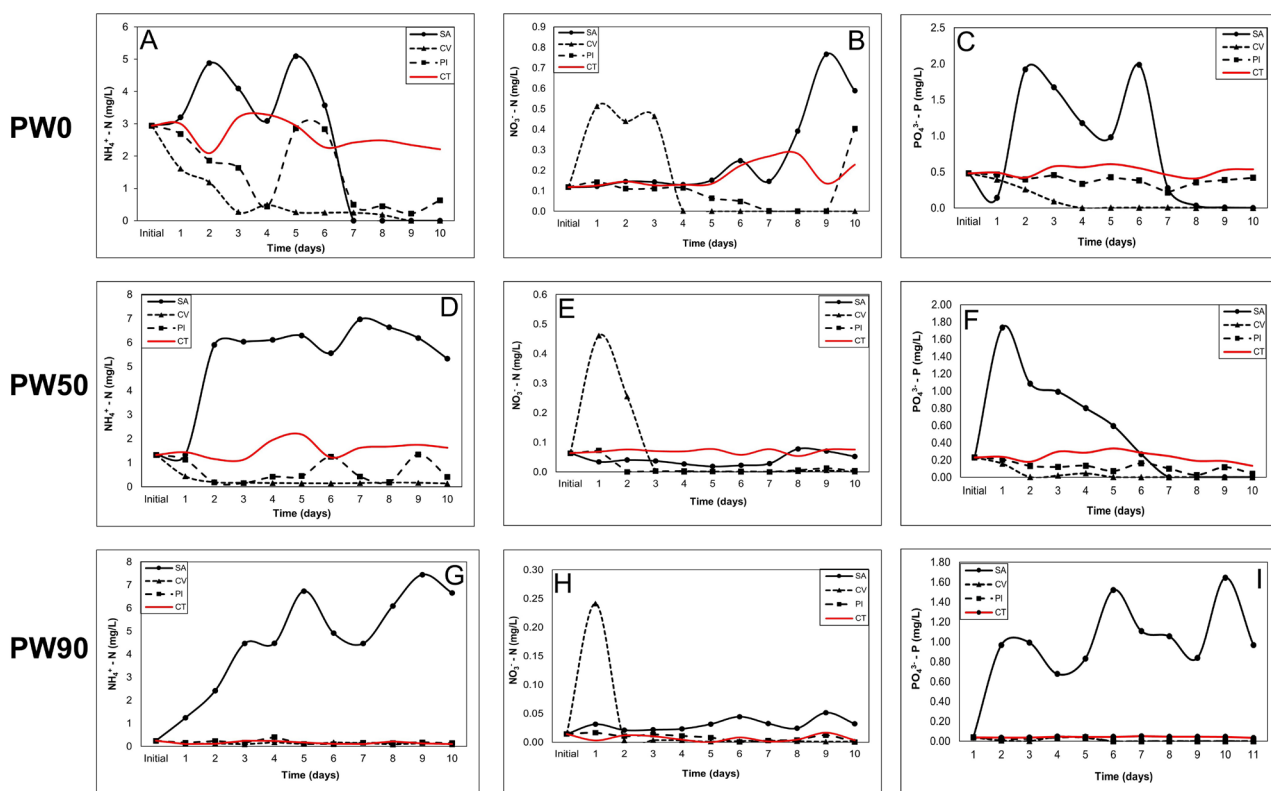 PW0
A
NH₄⁺ - N (mg/L)
6
5
4
3
2
1
0
Initial 1 2 3 4 5 6 7 8 9 10
Time (days)
SA
CV
PI
CT
B
NO₃⁻ - N (mg/L)
0.9
0.8
0.7
0.6
0.5
0.4
0.3
0.2
0.1
0.0
Initial 1 2 3 4 5 6 7 8 9 10
Time (days)
SA
CV
PI
CT
C
PO₄³⁻ - P (mg/L)
2.5
2.0
1.5
1.0
0.5
0.0
Initial 1 2 3 4 5 6 7 8 9 10
Time (days)
SA
CV
PI
CT
PW50
D
NH₄⁺ - N (mg/L)
8
7
6
5
4
3
2
1
0
Initial 1 2 3 4 5 6 7 8 9 10
Time (days)
SA
CV
PI
CT
E
NO₃⁻ - N (mg/L)
0.6
0.5
0.4
0.3
0.2
0.1
0.0
Initial 1 2 3 4 5 6 7 8 9 10
Time (days)
SA
CV
PI
CT
F
PO₄³⁻ - P (mg/L)
2.00
1.80
1.60
1.40
1.20
1.00
0.80
0.60
0.40
0.20
0.00
Initial 1 2 3 4 5 6 7 8 9 10
Time (days)
SA
CV
PI
CT
PW90
G
NH₄⁺ - N (mg/L)
8
7
6
5
4
3
2
1
0
Initial 1 2 3 4 5 6 7 8 9 10
Time (days)
SA
CV
PI
CT
H
NO₃⁻ - N (mg/L)
0.30
0.25
0.20
0.15
0.10
0.05
0.00
Initial 1 2 3 4 5 6 7 8 9 10
Time (days)
SA
CV
PI
CT
I
PO₄³⁻ - P (mg/L)
1.80
1.60
1.40
1.20
1.00
0.80
0.60
0.40
0.20
0.00
1 2 3 4 5 6 7 8 9 10 11
Time (days)
SA
CV
PI
CT